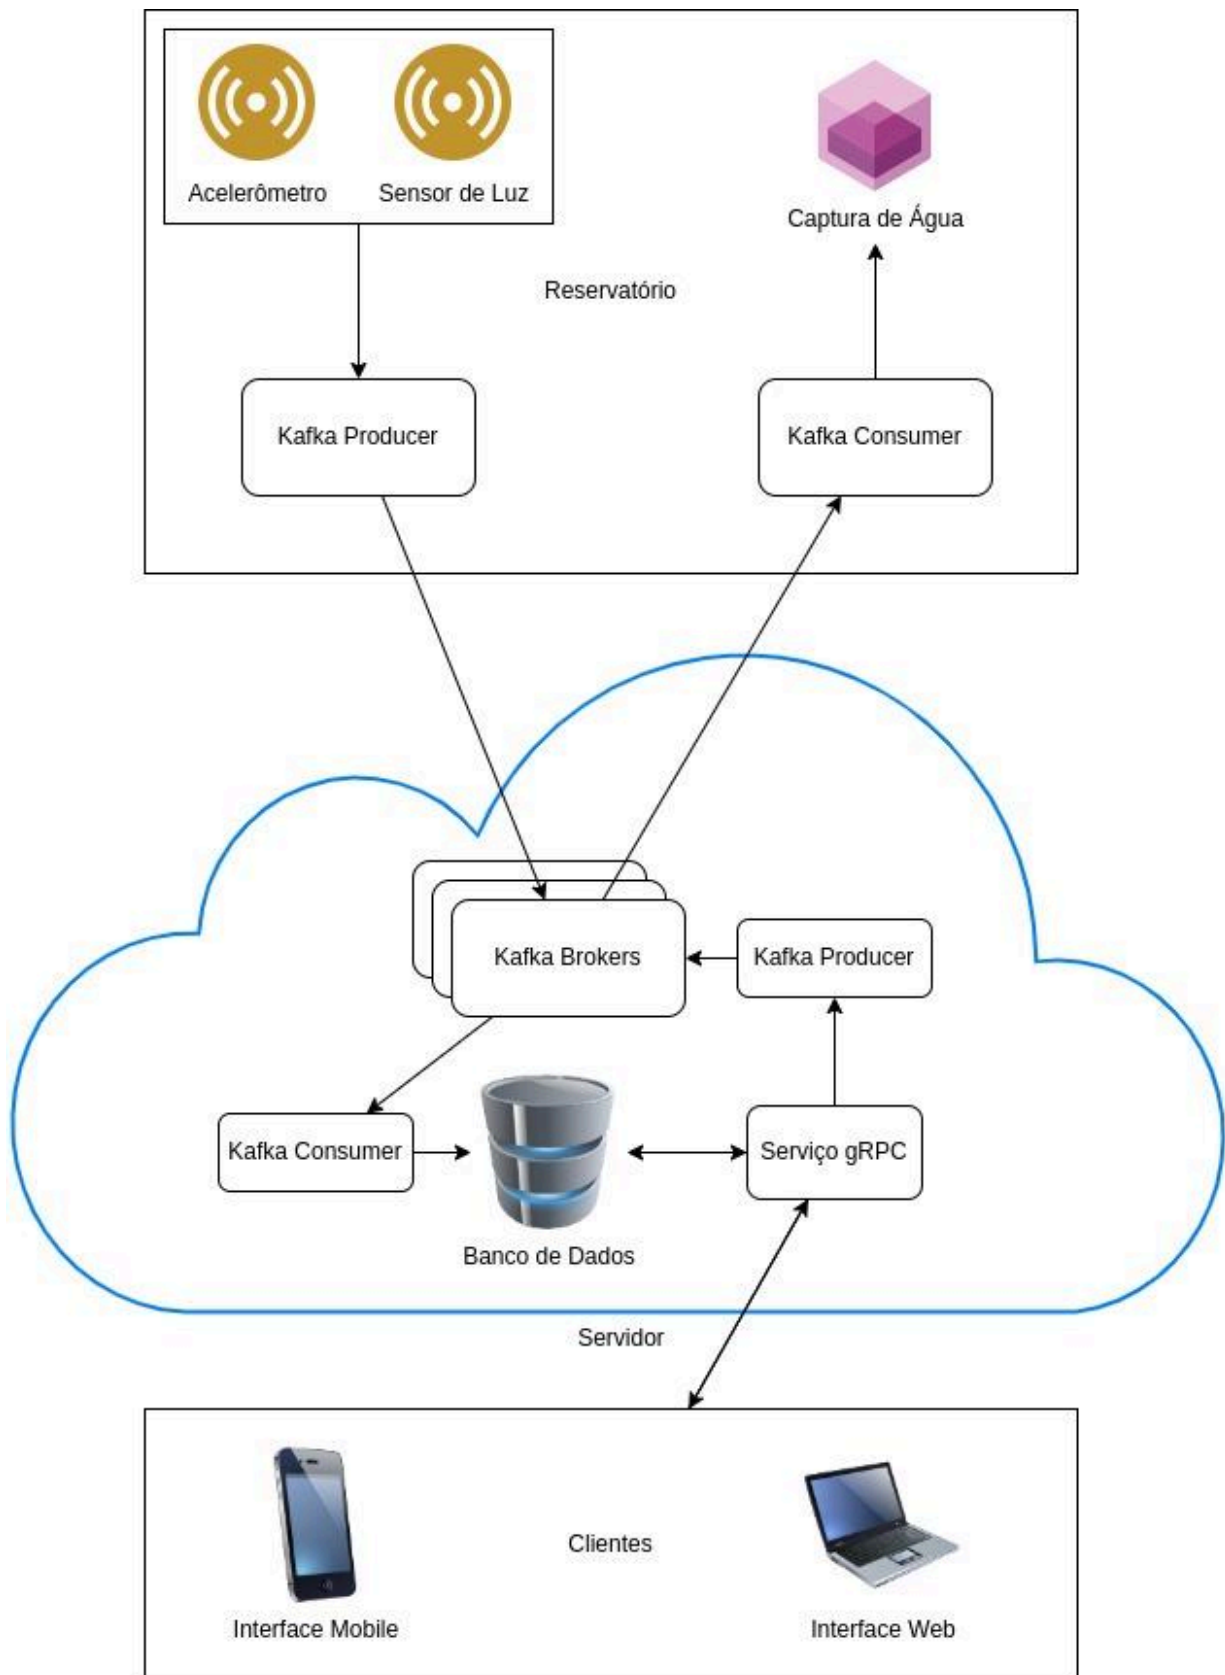 Acelerômetro
Sensor de Luz
Captura de Água
Reservatório
Kafka Producer
Kafka Consumer
Kafka Brokers
Kafka Producer
Kafka Consumer
Serviço gRPC
Banco de Dados
Servidor
Clientes
Interface Mobile
Interface Web